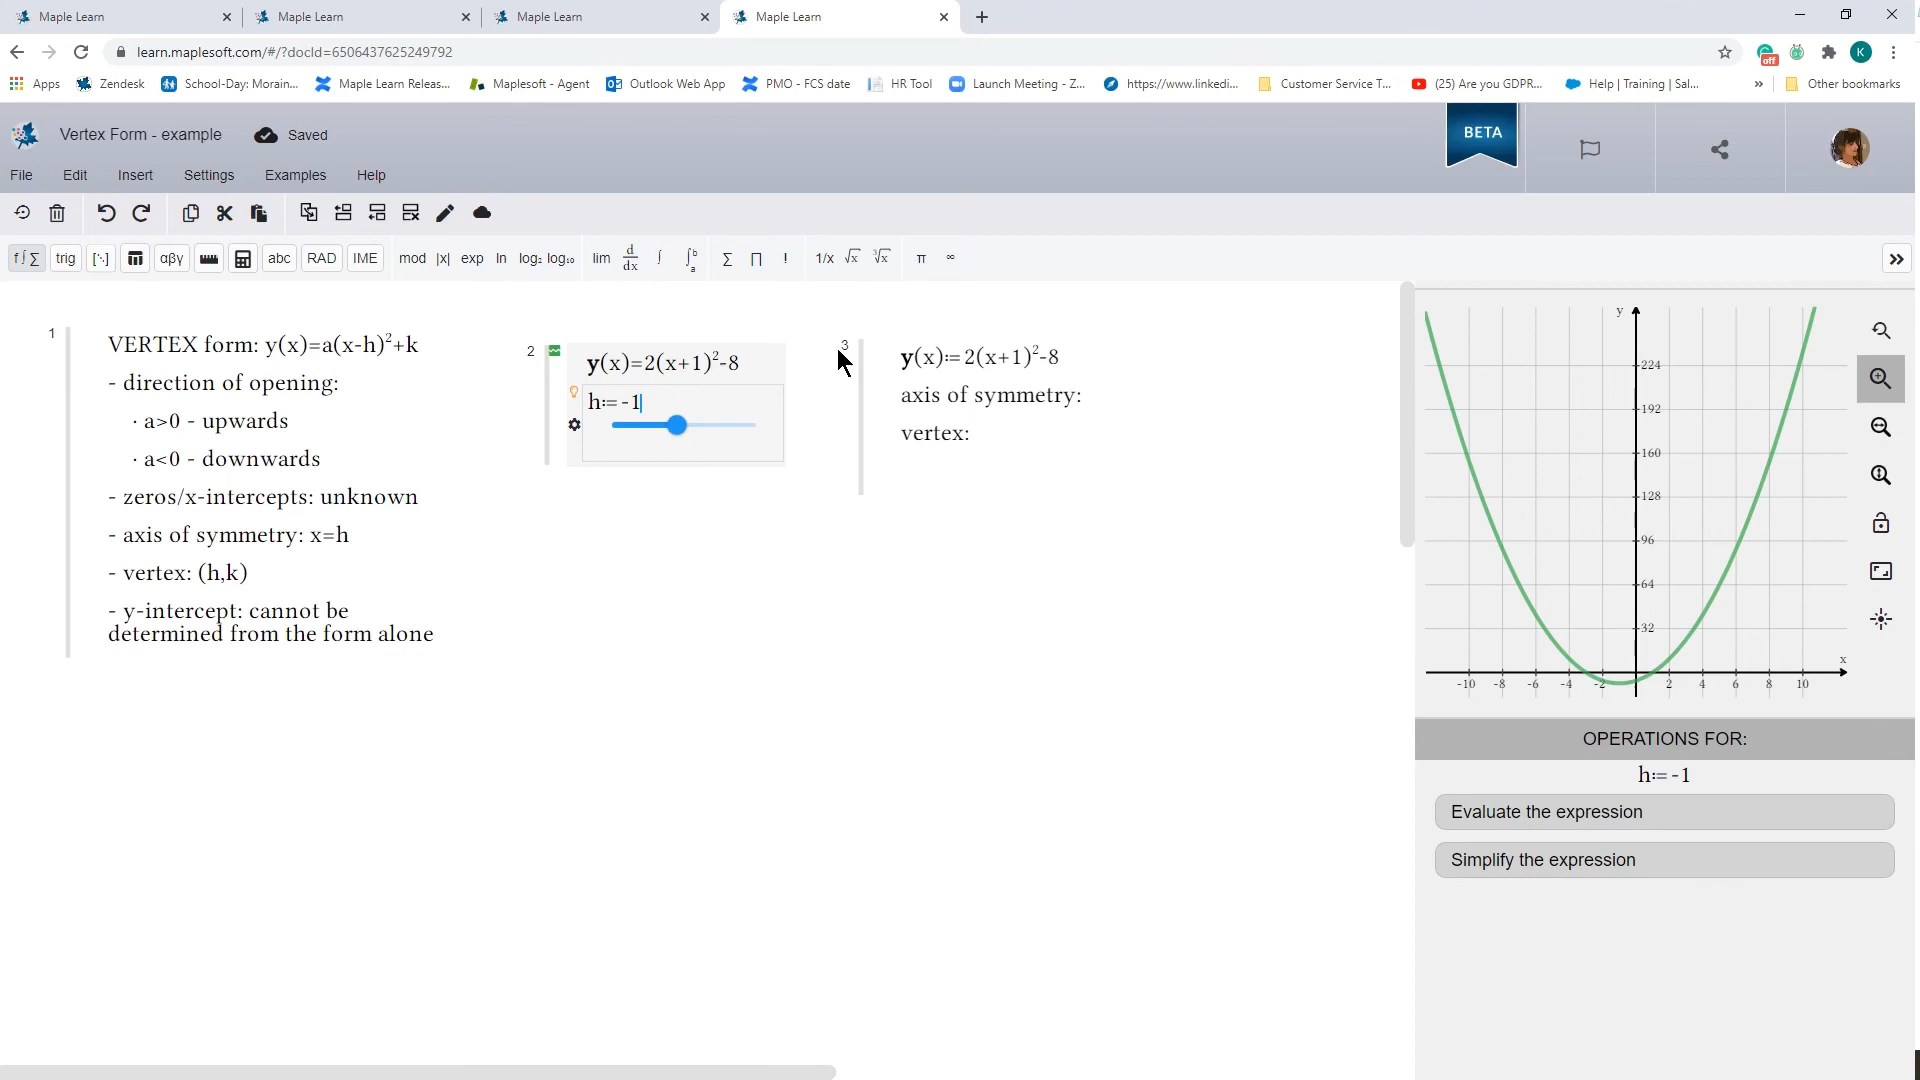 Maple Learn
Maple Learn
Maple Learn
Maple Learn
learn.maplesoft.com/#/?docId=6506437625249792
off
K
Apps
Zendesk
School-Day: Morain...
Maple Learn Releas...
Maplesoft - Agent
Outlook Web App
PMO - FCS date
HR Tool
Launch Meeting - Z...
https://www.linkedi...
Customer Service T...
(25) Are you GDPR...
Help | Training | Sal...
»
Other bookmarks
Vertex Form - example
Saved
BETA
File Edit Insert Settings Examples Help
f∫∑ trig [⋱] αβγ abc RAD IME mod |x| exp ln log₂ log₁₀ lim d/dx ∫ ∫ₐᵇ ∑ ∏ ! 1/x √x ∛x π ∞
1
VERTEX form: y(x)=a(x-h)²+k
- direction of opening:
· a>0 - upwards
· a<0 - downwards
- zeros/x-intercepts: unknown
- axis of symmetry: x=h
- vertex: (h,k)
- y-intercept: cannot be
determined from the form alone
2
y(x)=2(x+1)²-8
h:=-1
3
y(x):=2(x+1)²-8
axis of symmetry:
vertex:
y
224
192
160
128
96
64
32
x
-10 -8 -6 -4 -2 2 4 6 8 10
OPERATIONS FOR:
h:=-1
Evaluate the expression
Simplify the expression